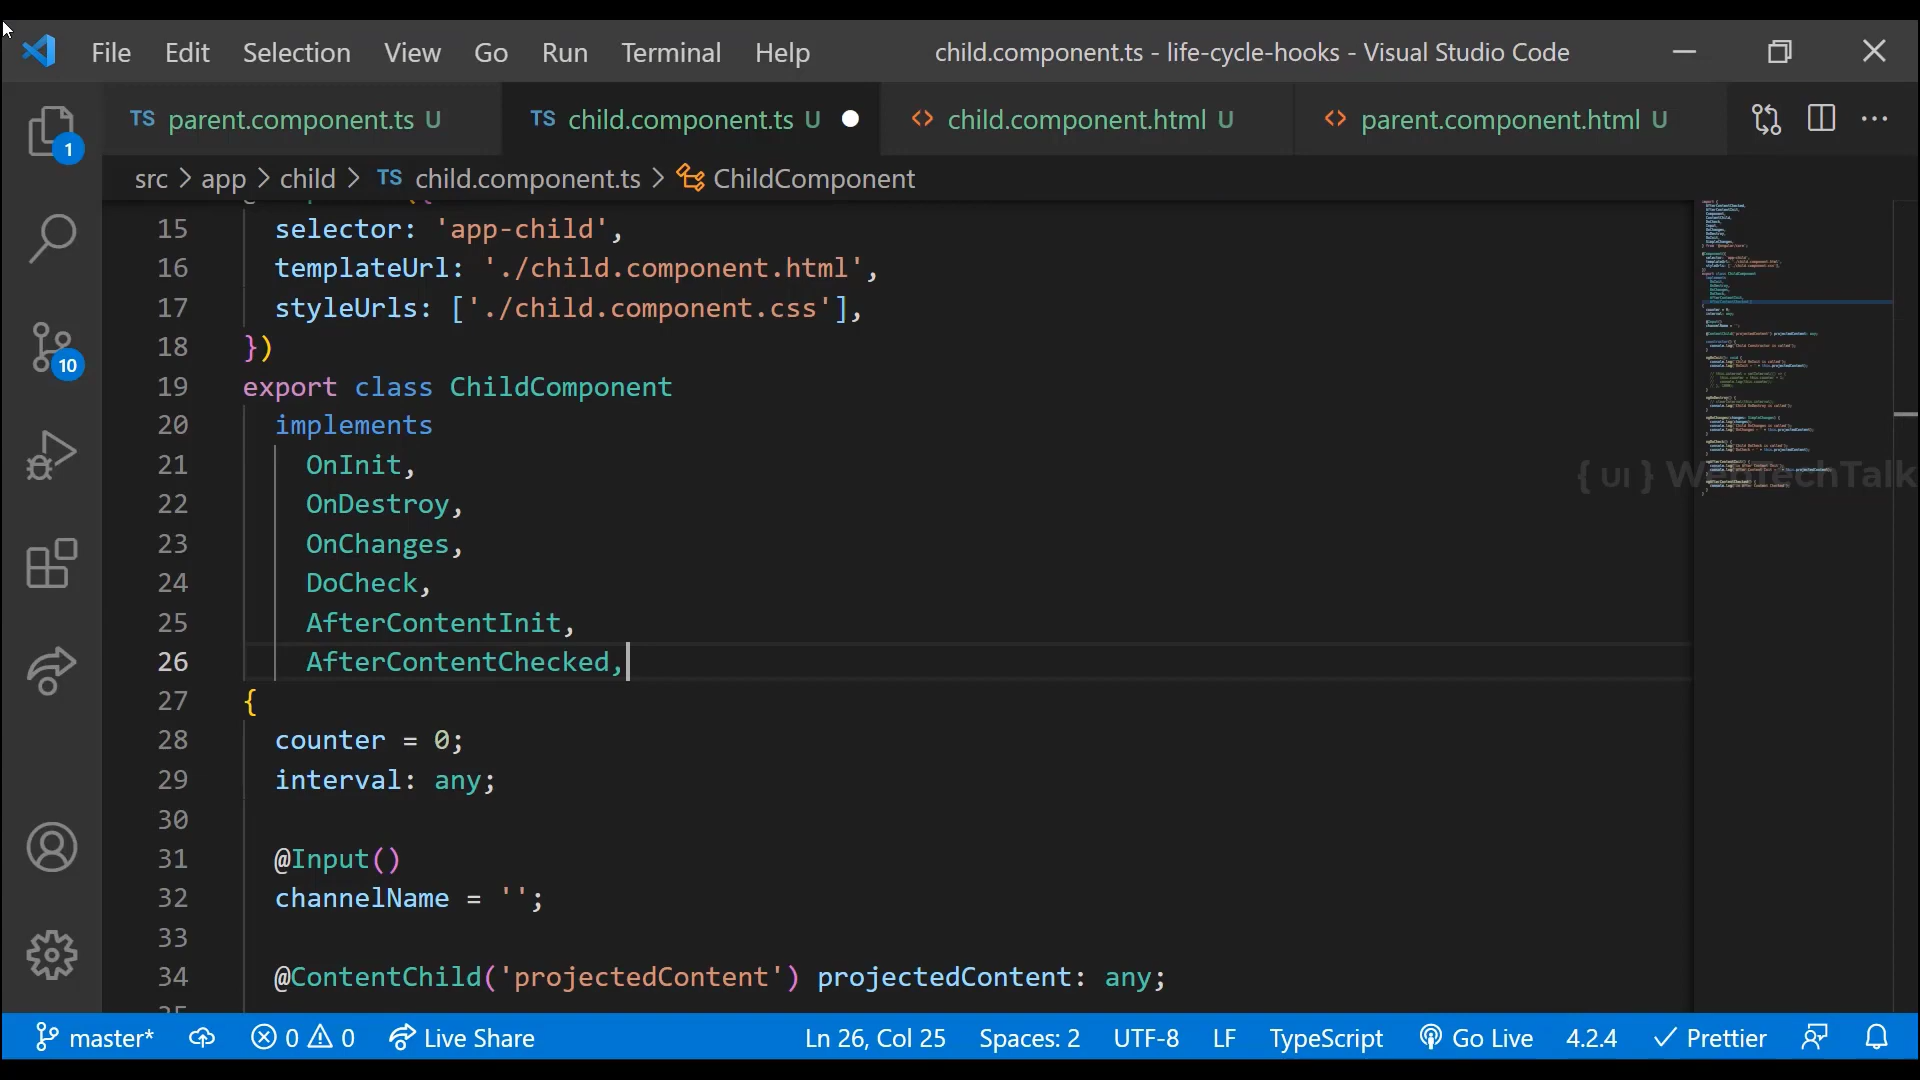 File Edit Selection View Go Run Terminal Help child.component.ts - life-cycle-hooks - Visual Studio Code
TS parent.component.ts U TS child.component.ts U child.component.html U parent.component.html U
1
src > app > child > TS child.component.ts > ChildComponent
15 selector: 'app-child',
16 templateUrl: './child.component.html',
17 styleUrls: ['./child.component.css'],
18 })
19 export class ChildComponent
20 implements
21 OnInit,
22 OnDestroy,
23 OnChanges,
24 DoCheck,
25 AfterContentInit,
26 AfterContentChecked,
27 {
28 counter = 0;
29 interval: any;
30
31 @Input()
32 channelName = '';
33
34 @ContentChild('projectedContent') projectedContent: any;
10
{ UI } WebTechTalk
master* 0 0 Live Share Ln 26, Col 25 Spaces: 2 UTF-8 LF TypeScript Go Live 4.2.4 Prettier